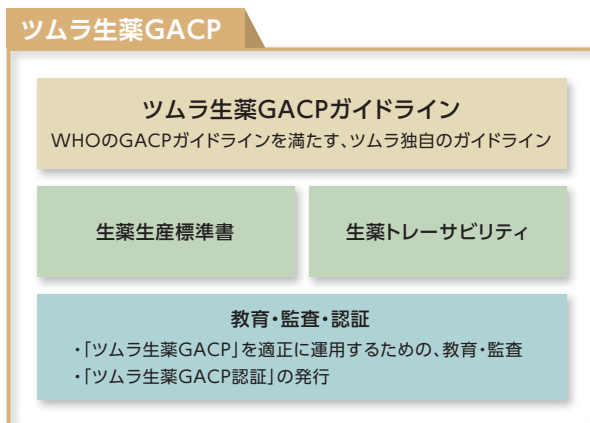 ツムラ生薬GACP
ツムラ生薬GACPガイドライン
WHOのGACPガイドラインを満たす、ツムラ独自のガイドライン
生薬生産標準書
生薬トレーサビリティ
教育・監査・認証
・「ツムラ生薬GACP」を適正に運用するための、教育・監査
・「ツムラ生薬GACP認証」の発行